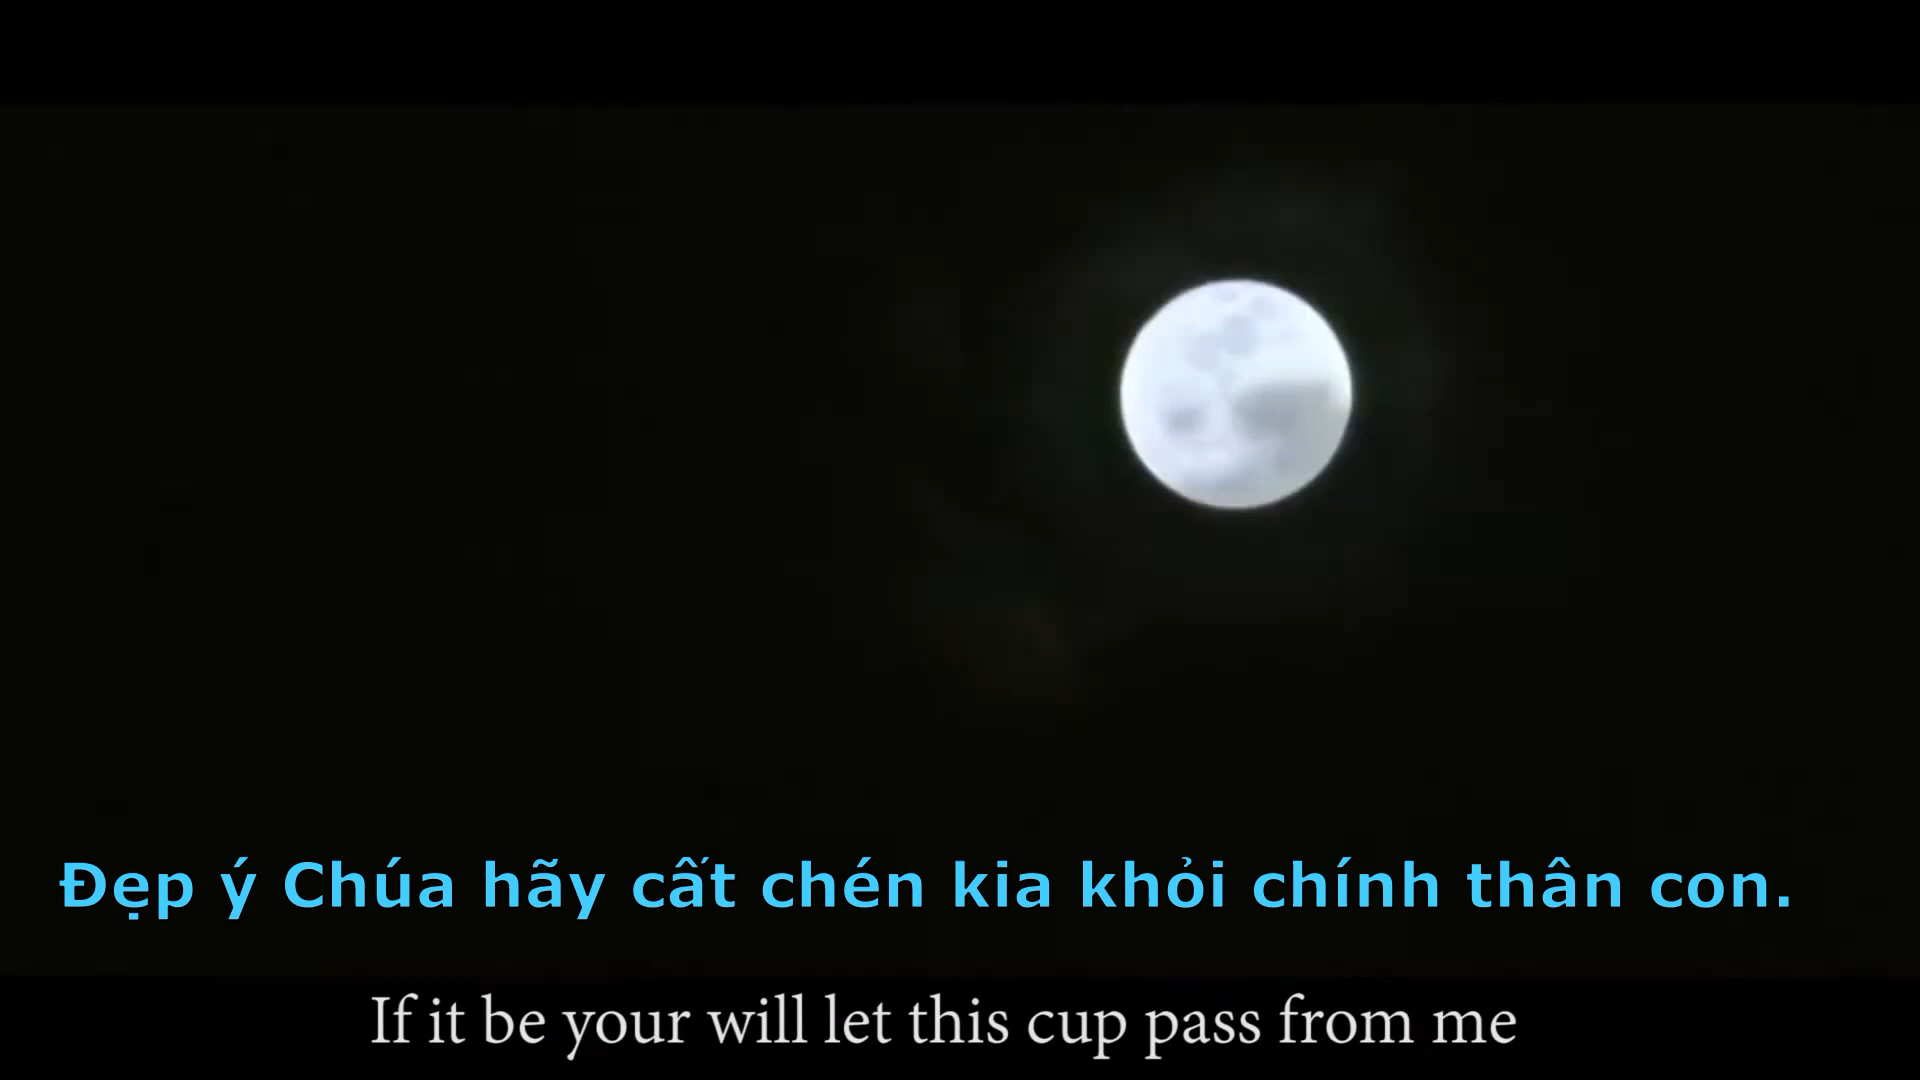 Đẹp ý Chúa hãy cất chén kia khỏi chính thân con.
If it be your will let this cup pass from me